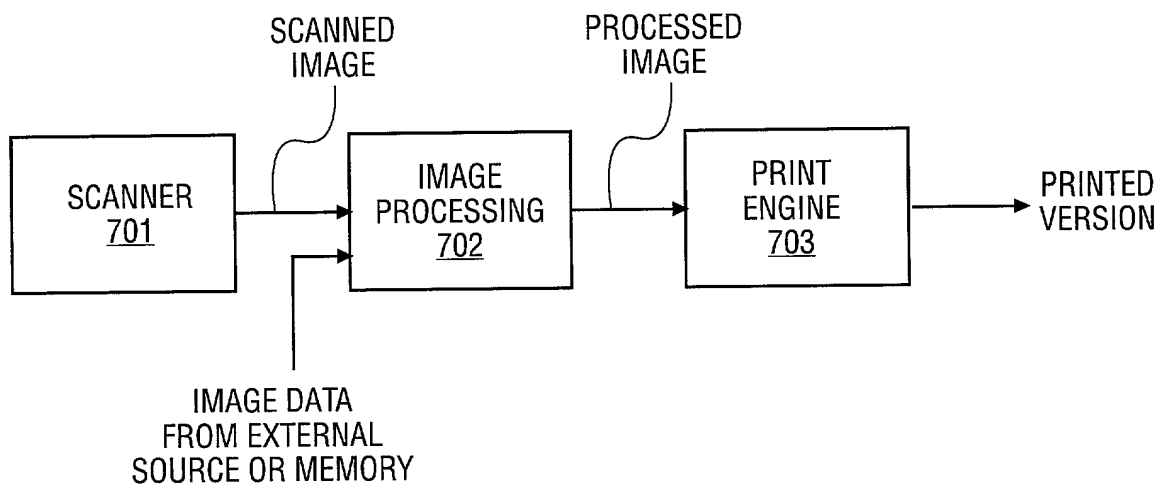 SCANNED
IMAGE
PROCESSED
IMAGE
SCANNER
701
IMAGE
PROCESSING
702
PRINT
ENGINE
703
PRINTED
VERSION
IMAGE DATA
FROM EXTERNAL
SOURCE OR MEMORY